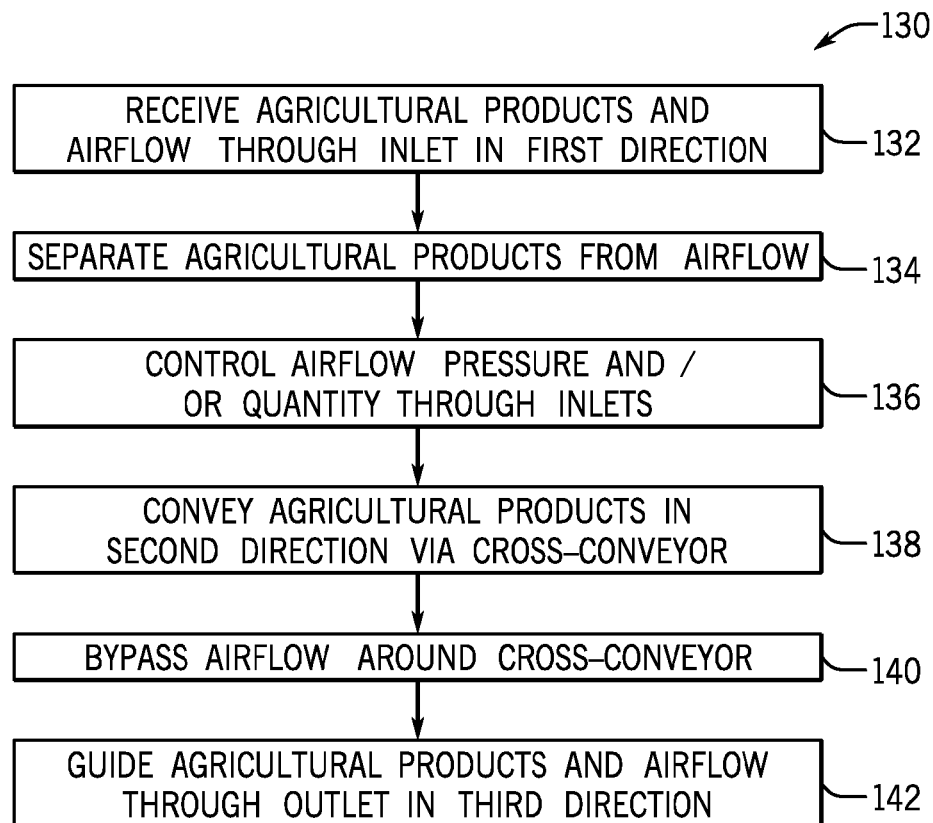 130
RECEIVE AGRICULTURAL PRODUCTS AND
AIRFLOW THROUGH INLET IN FIRST DIRECTION
132
SEPARATE AGRICULTURAL PRODUCTS FROM AIRFLOW
134
CONTROL AIRFLOW PRESSURE AND /
OR QUANTITY THROUGH INLETS
136
CONVEY AGRICULTURAL PRODUCTS IN
SECOND DIRECTION VIA CROSS–CONVEYOR
138
BYPASS AIRFLOW AROUND CROSS–CONVEYOR
140
GUIDE AGRICULTURAL PRODUCTS AND AIRFLOW
THROUGH OUTLET IN THIRD DIRECTION
142